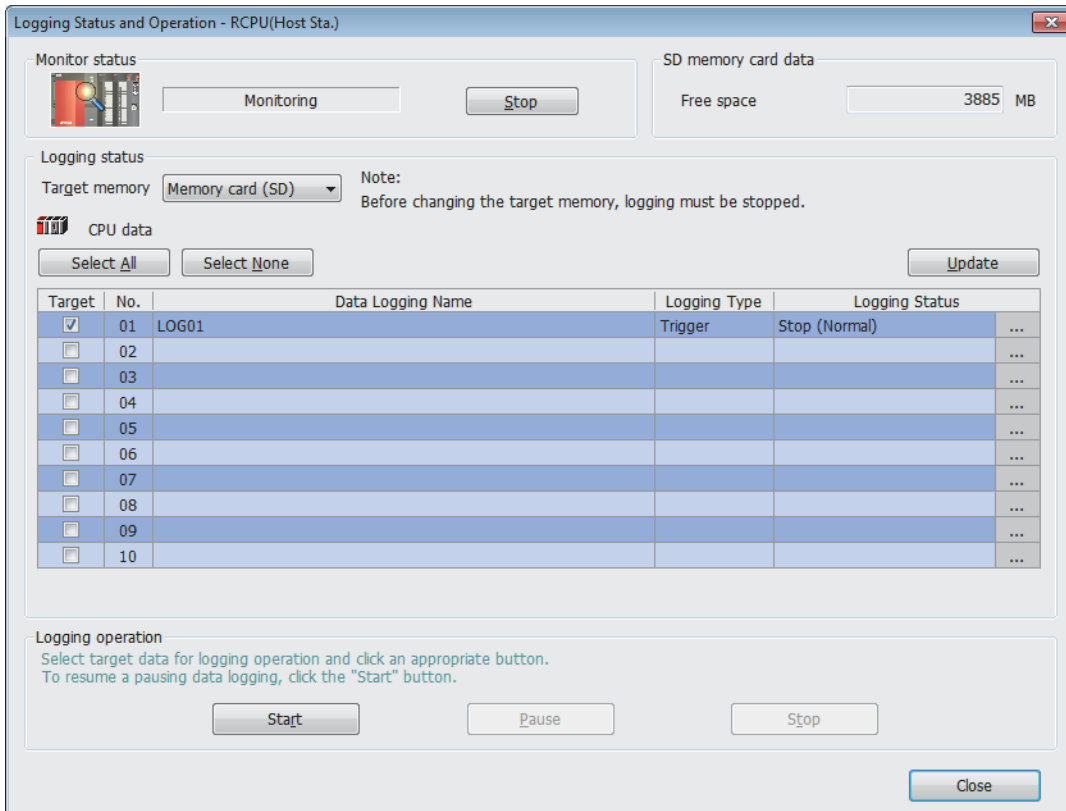 Logging Status and Operation - RCPU(Host Sta.)
Monitor status
Monitoring
Stop
SD memory card data
Free space 3885 MB
Logging status
Target memory Memory card (SD)
Note:
Before changing the target memory, logging must be stopped.
CPU data
Select All Select None Update
Target No. Data Logging Name Logging Type Logging Status
01 LOG01 Trigger Stop (Normal) ...
02 ...
03 ...
04 ...
05 ...
06 ...
07 ...
08 ...
09 ...
10 ...
Logging operation
Select target data for logging operation and click an appropriate button.
To resume a pausing data logging, click the "Start" button.
Start Pause Stop
Close